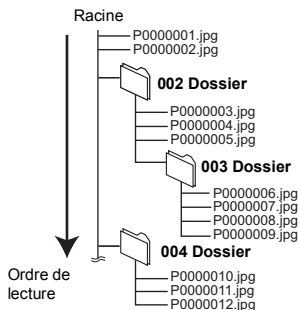 Racine
P0000001.jpg
P0000002.jpg
002 Dossier
P0000003.jpg
P0000004.jpg
P0000005.jpg
003 Dossier
P0000006.jpg
P0000007.jpg
P0000008.jpg
P0000009.jpg
004 Dossier
Ordre de
lecture
P0000010.jpg
P0000011.jpg
P0000012.jpg